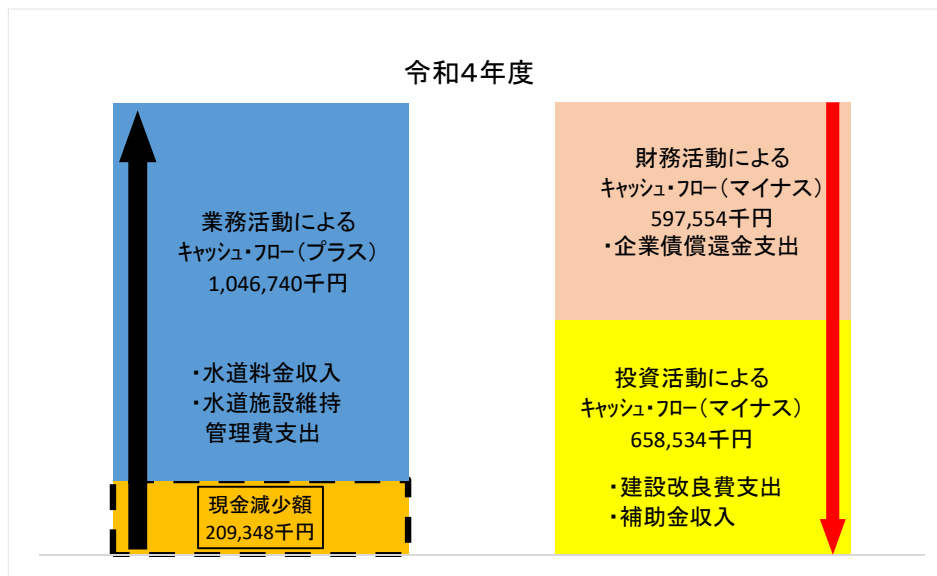 令和4年度
業務活動による
キャッシュ・フロー(プラス)
1,046,740千円
・水道料金収入
・水道施設維持
管理費支出
現金減少額
209,348千円
財務活動による
キャッシュ・フロー(マイナス)
597,554千円
・企業債償還金支出
投資活動による
キャッシュ・フロー(マイナス)
658,534千円
・建設改良費支出
・補助金収入